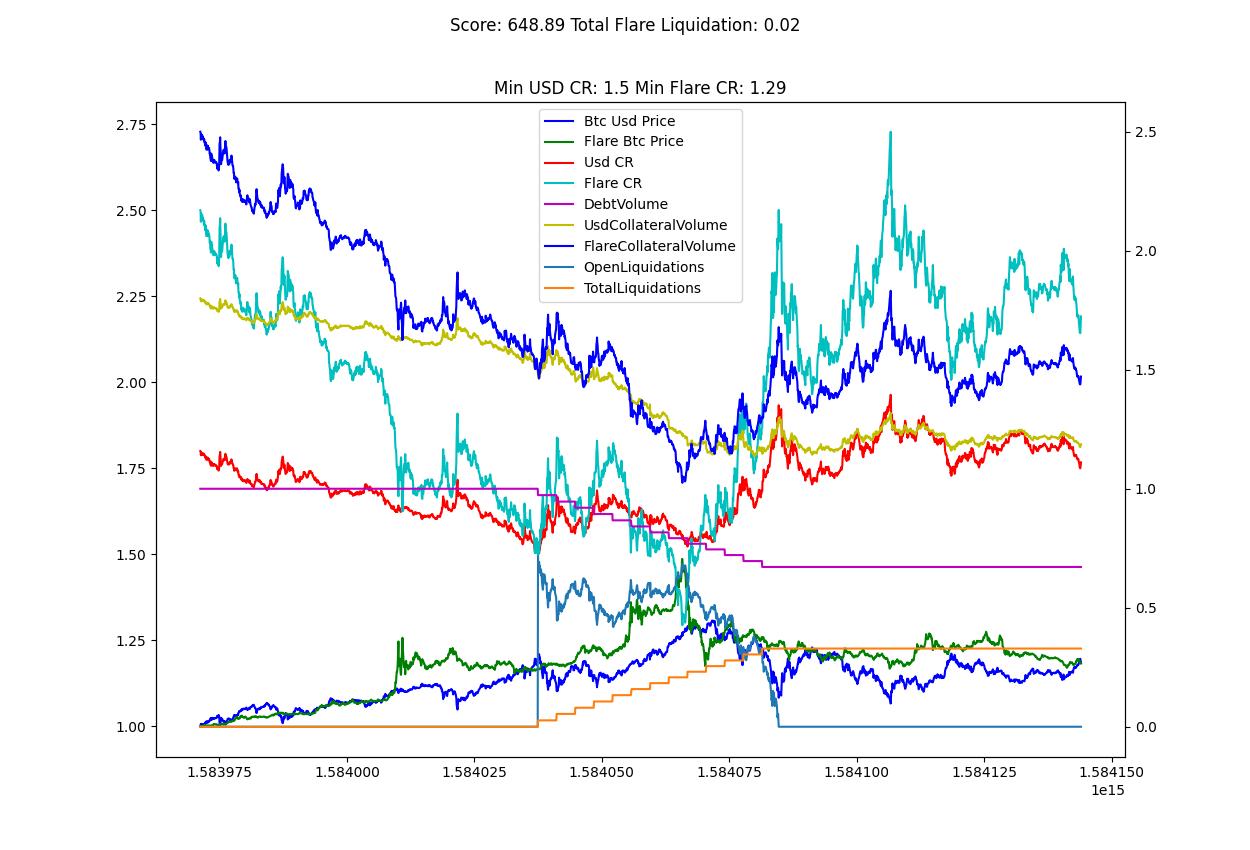 Score: 648.89 Total Flare Liquidation: 0.02
Min USD CR: 1.5 Min Flare CR: 1.29
2.75
2.50
2.25
2.00
1.75
1.50
1.25
1.00
Btc Usd Price
Flare Btc Price
Usd CR
Flare CR
DebtVolume
UsdCollateralVolume
FlareCollateralVolume
OpenLiquidations
TotalLiquidations
2.5
2.0
1.5
1.0
0.5
0.0
1.583975 1.584000 1.584025 1.584050 1.584075 1.584100 1.584125 1.584150
1e15